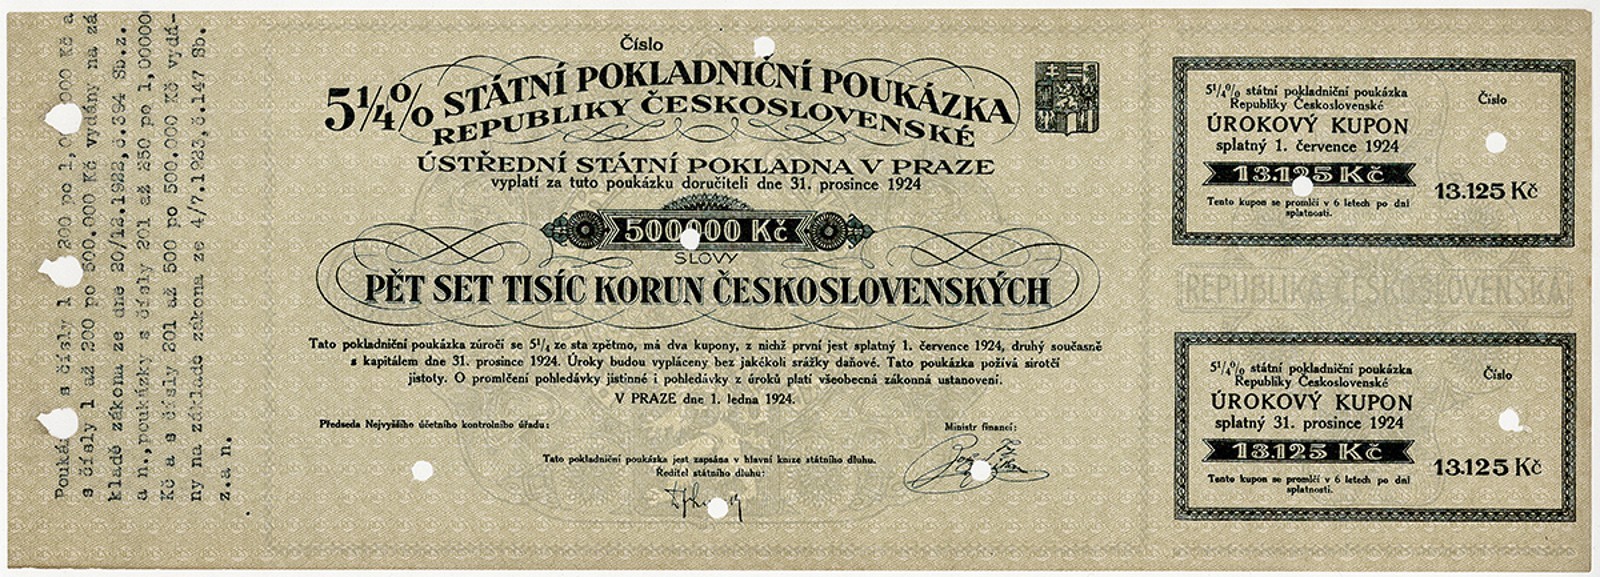 s čísly 1 200 po 1, 000 Kč a
s čísly 1 až 200 po 500.000 Kč vydány na zá
kladě zákona ze dne 20/12.1922,č.394 Sb.z.
a n.,poukázky s čísly 201 až 250 po 1,00000
Kč a s čísly 201 až 500 po 500.000 Kč vydá-
ny na základě zákona ze 4/7.1923,č.147 Sb.
z.a n.
Číslo
5¼% STÁTNÍ POKLADNIČNÍ POUKÁZKA
REPUBLIKY ČESKOSLOVENSKÉ
ÚSTŘEDNÍ STÁTNÍ POKLADNA V PRAZE
vyplatí za tuto poukázku doručiteli dne 31. prosince 1924
500000 Kč
SLOVY
PĚT SET TISÍC KORUN ČESKOSLOVENSKÝCH
Tato pokladniční poukázka zúročí se 5¼ ze sta zpětmo, má dva kupony, z nichž první jest splatný 1. července 1924, druhý současně
s kapitálem dne 31. prosince 1924. Úroky budou vypláceny bez jakékoli srážky daňové. Tato poukázka požívá sirotčí
jistoty. O promlčení pohledávky jistinné i pohledávky z úroků platí všeobecná zákonná ustanovení.
V PRAZE dne 1. ledna 1924.
Předseda Nejvyššího účetního kontrolního úřadu:
Ministr financí:
Tato pokladniční poukázka jest zapsána v hlavní knize státního dluhu.
Ředitel státního dluhu:
5¼% státní pokladniční poukázka
Republiky Československé
Číslo
ÚROKOVÝ KUPON
splatný 1. července 1924
13.125 Kč
13.125 Kč
Tento kupon se promlčí v 6 letech po dni
splatnosti.
REPUBLIKA ČESKOSLOVENSKÁ
5¼% státní pokladniční poukázka
Republiky Československé
Číslo
ÚROKOVÝ KUPON
splatný 31. prosince 1924
13.125 Kč
13.125 Kč
Tento kupon se promlčí v 6 letech po dni
splatnosti.